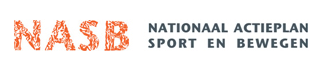 NASB
NATIONAAL ACTIEPLAN
SPORT EN BEWEGEN